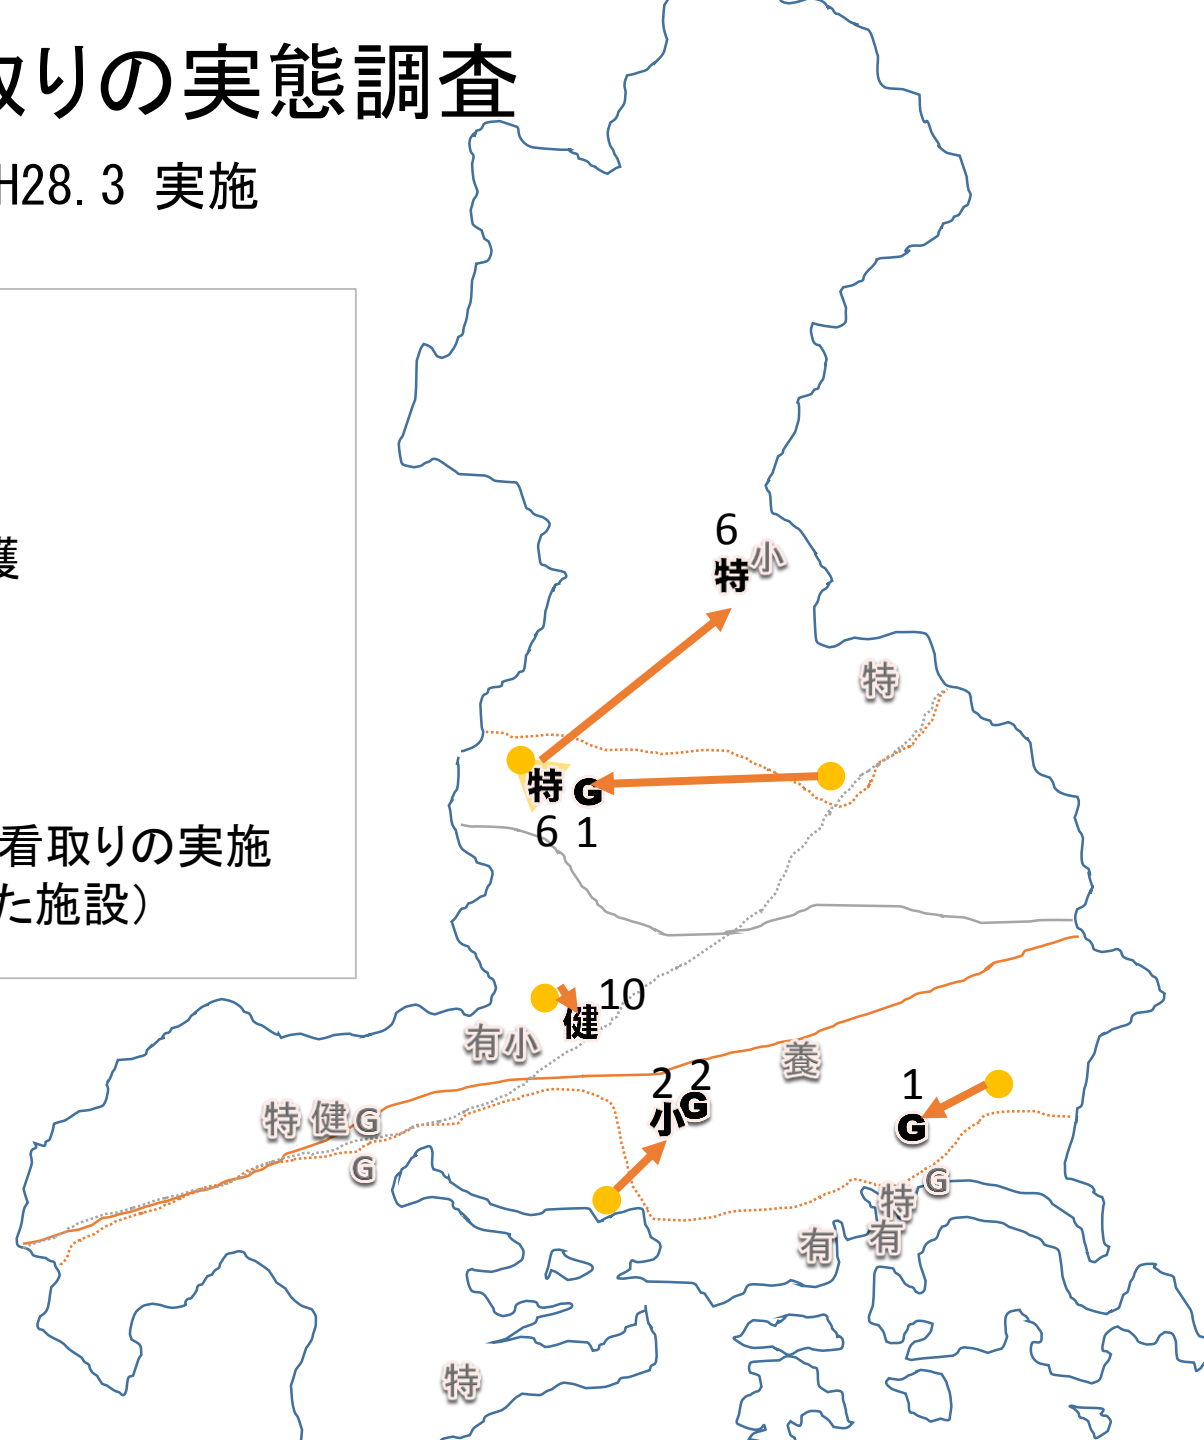 取りの実態調査
H28.3 実施
護
看取りの実施
た施設）
6
特小
特
特 G
6 1
10
健
有小
養
2 2
小G
1
G
特 健 G
G
G
特
有
有
特